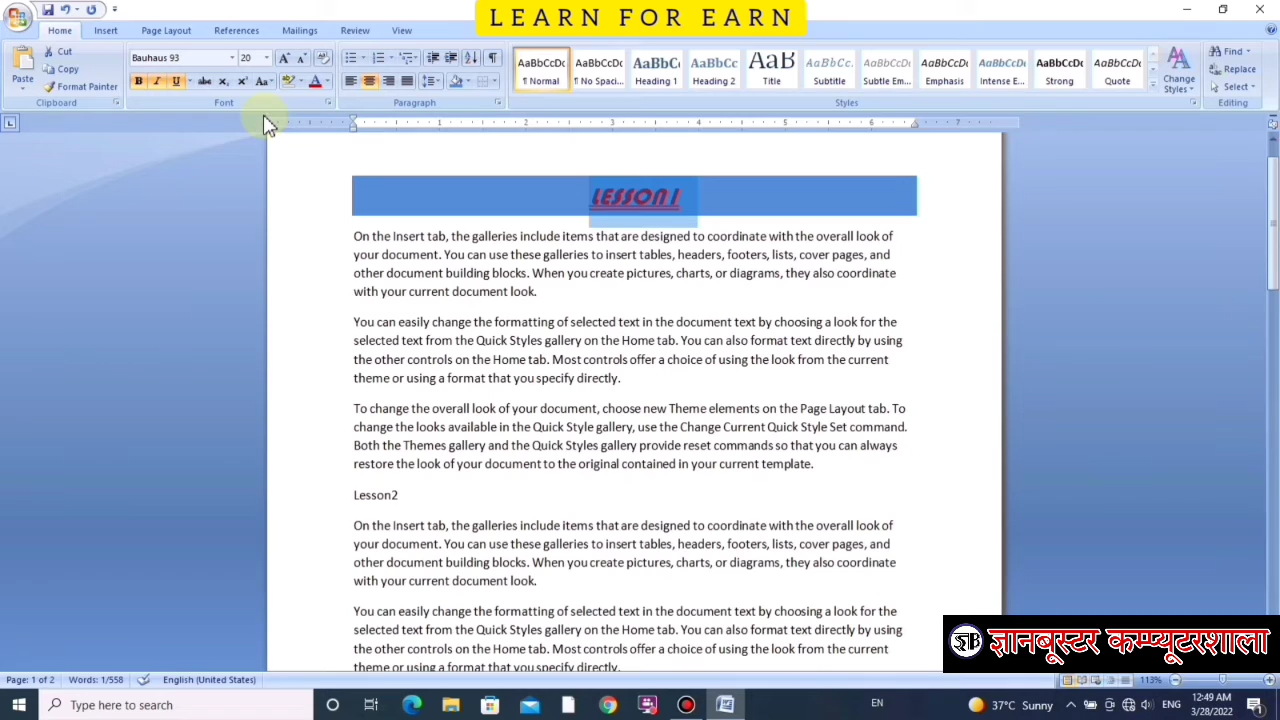 LEARN FOR EARN
Home Insert Page Layout References Mailings Review View
Paste Cut Copy Format Painter
Clipboard
Bauhaus 93 20
Font
Paragraph
AaBbCcDc AaBbCcDc AaBbCc AaBbCc AaB AaBbCc. AaBbCcDc AaBbCcDc AaBbCcDc AaBbCcDc AaBbCcDc
¶ Normal ¶ No Spaci... Heading 1 Heading 2 Title Subtitle Subtle Em... Emphasis Intense E... Strong Quote
Change Styles
Styles
Find Replace Select
Editing
1 2 3 4 5 6 7
LESSON 1
On the Insert tab, the galleries include items that are designed to coordinate with the overall look of
your document. You can use these galleries to insert tables, headers, footers, lists, cover pages, and
other document building blocks. When you create pictures, charts, or diagrams, they also coordinate
with your current document look.
You can easily change the formatting of selected text in the document text by choosing a look for the
selected text from the Quick Styles gallery on the Home tab. You can also format text directly by using
the other controls on the Home tab. Most controls offer a choice of using the look from the current
theme or using a format that you specify directly.
To change the overall look of your document, choose new Theme elements on the Page Layout tab. To
change the looks available in the Quick Style gallery, use the Change Current Quick Style Set command.
Both the Themes gallery and the Quick Styles gallery provide reset commands so that you can always
restore the look of your document to the original contained in your current template.
Lesson2
On the Insert tab, the galleries include items that are designed to coordinate with the overall look of
your document. You can use these galleries to insert tables, headers, footers, lists, cover pages, and
other document building blocks. When you create pictures, charts, or diagrams, they also coordinate
with your current document look.
You can easily change the formatting of selected text in the document text by choosing a look for the
selected text from the Quick Styles gallery on the Home tab. You can also format text directly by using
the other controls on the Home tab. Most controls offer a choice of using the look from the current
theme or using a format that you specify directly.
ज्ञानबूस्टर कम्प्यूटरशाला
Page: 1 of 2 Words: 1/558 English (United States) 113%
Type here to search
EN 37°C Sunny ENG 12:49 AM 3/28/2022